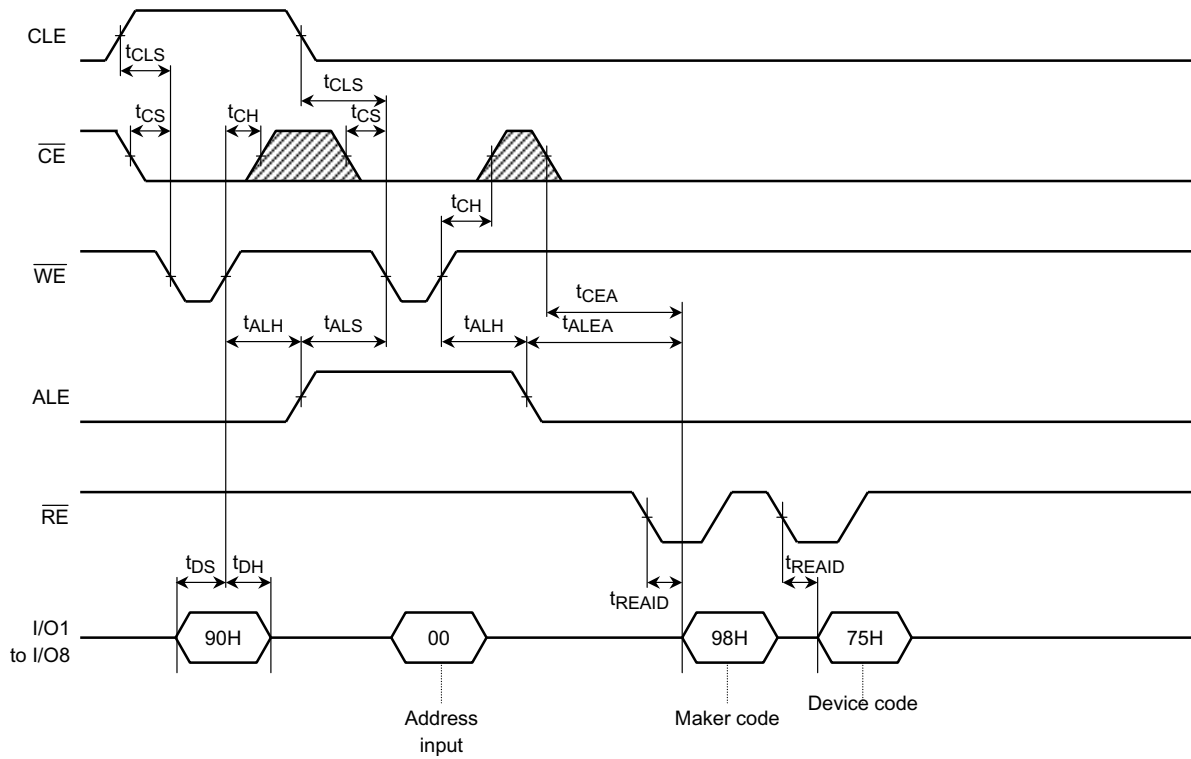 CLE
tCLS
tCLS
tCS
tCH
tCS
CE
tCH
WE
tCEA
tALH
tALS
tALH
tALEA
ALE
RE
tDS
tDH
tREAID
tREAID
I/O1
to I/O8
90H
00
98H
75H
Address
input
Maker code
Device code